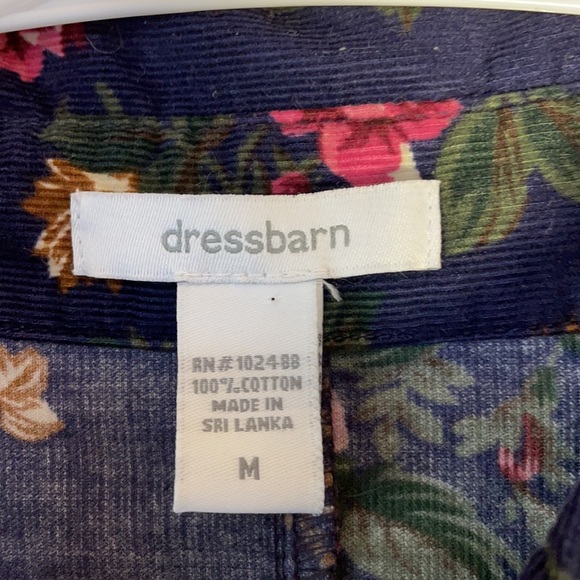 dressbarn
RN# 102488
100% COTTON
MADE IN
SRI LANKA
M